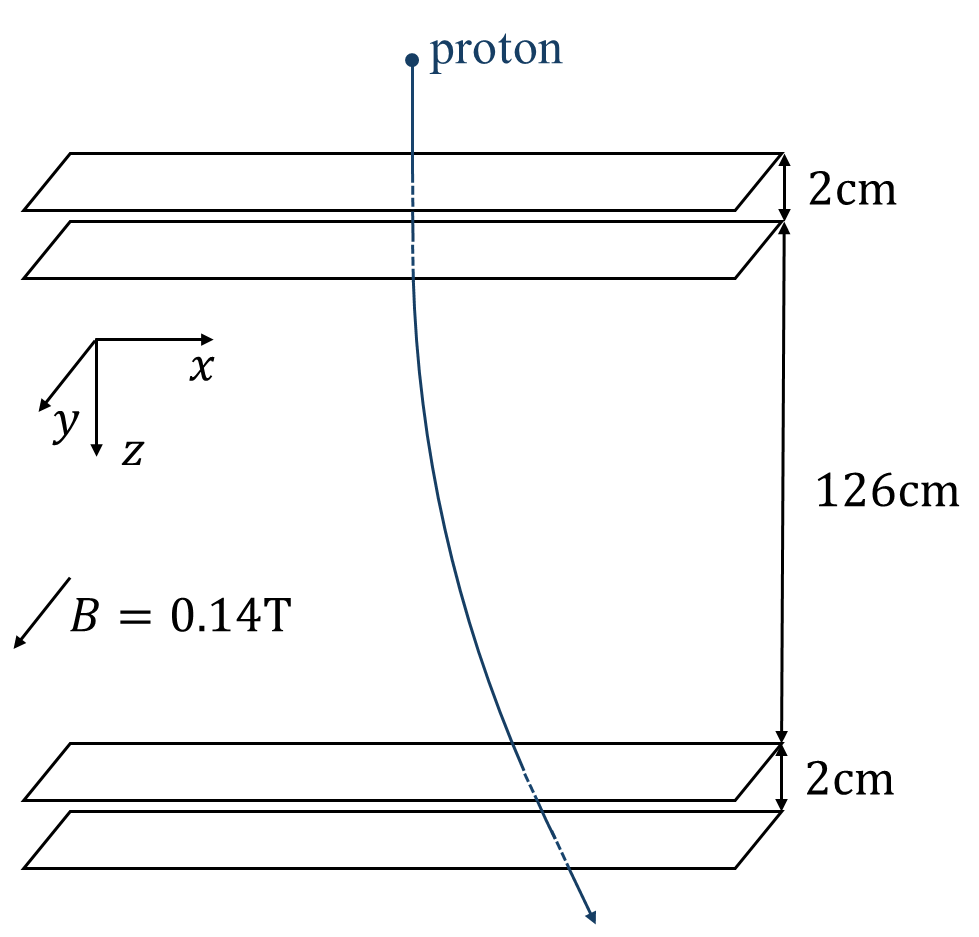 proton
2cm
x
y
z
126cm
B = 0.14T
2cm